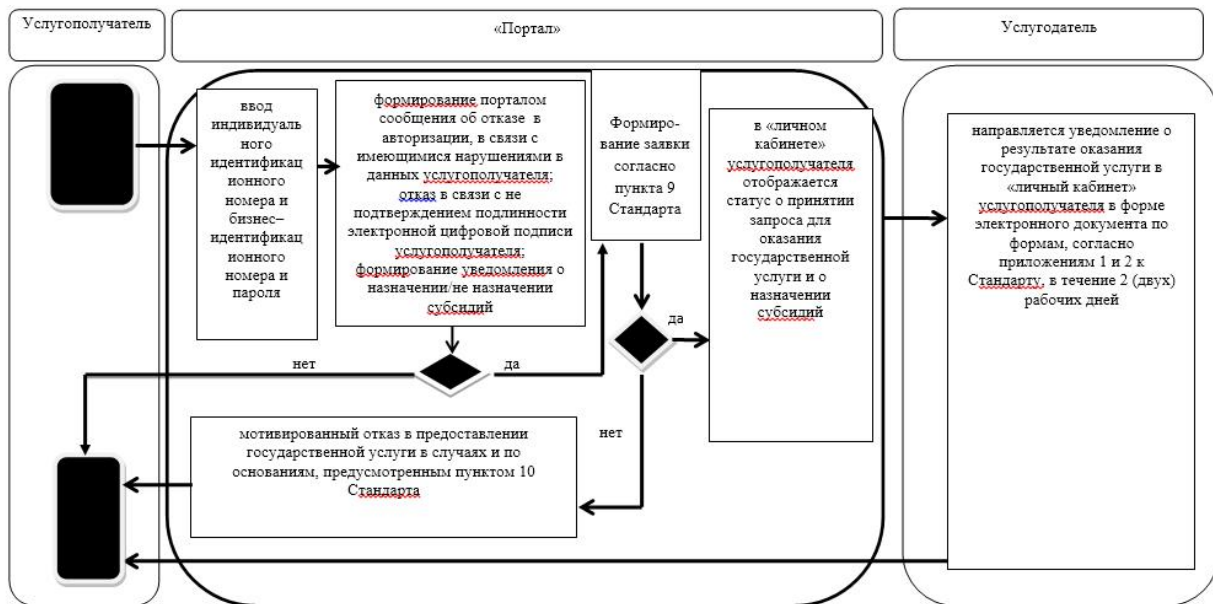 Услугополучатель
«Портал»
Услугодатель
ввод
индивидуаль
ного
идентификац
ионного
номера и
бизнес–
идентификац
ионного
номера и
пароля
формирование порталом
сообщения об отказе в
авторизации, в связи с
имеющимися нарушениями в
данных услугополучателя;
отказ в связи с не
подтверждением подлинности
электронной цифровой подписи
услугополучателя;
формирование уведомления о
назначении/не назначении
субсидий
Формиро-
вание заявки
согласно
пункта 9
Стандарта
в «личном
кабинете»
услугополучателя
отображается
статус о принятии
запроса для
оказания
государственной
услуги и о
назначении
субсидий
направляется уведомление о
результате оказания
государственной услуги в
«личный кабинет»
услугополучателя в форме
электронного документа по
формам, согласно
приложениям 1 и 2 к
Стандарту, в течение 2 (двух)
рабочих дней
да
нет
да
нет
мотивированный отказ в предоставлении
государственной услуги в случаях и по
основаниям, предусмотренным пунктом 10
Стандарта